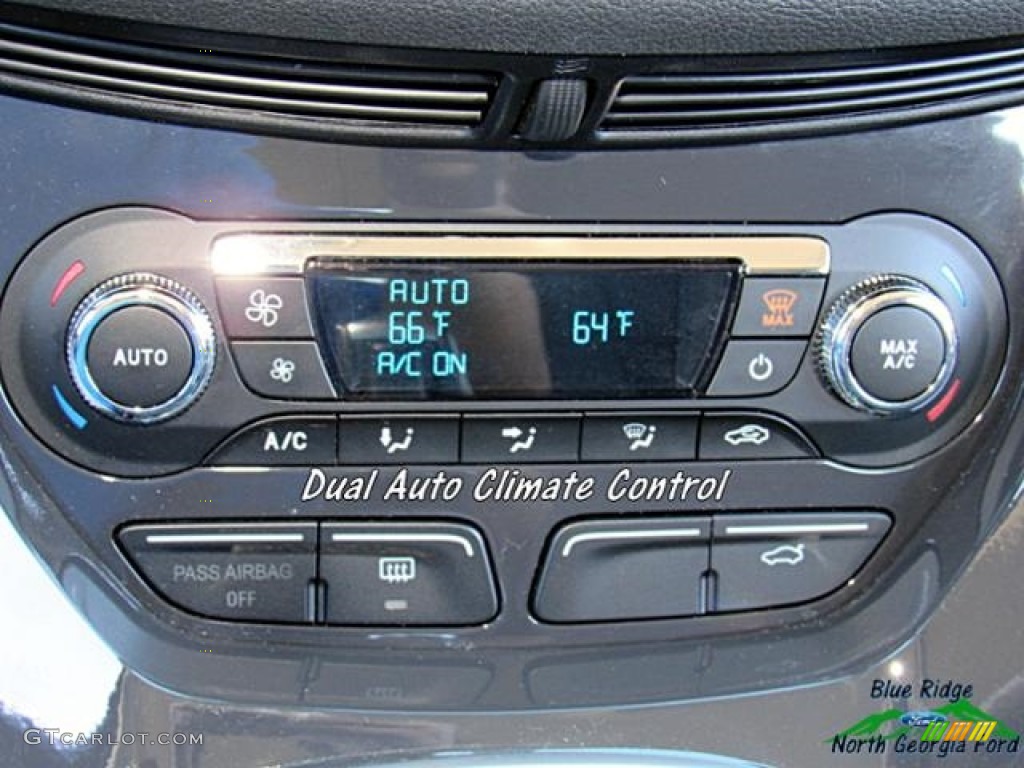 AUTO
66°F
64°F
A/C ON
MAX
AUTO
MAX
A/C
A/C
Dual Auto Climate Control
PASS AIRBAG
OFF
GTCARLOT.COM
Blue Ridge
Ford
North Georgia Ford